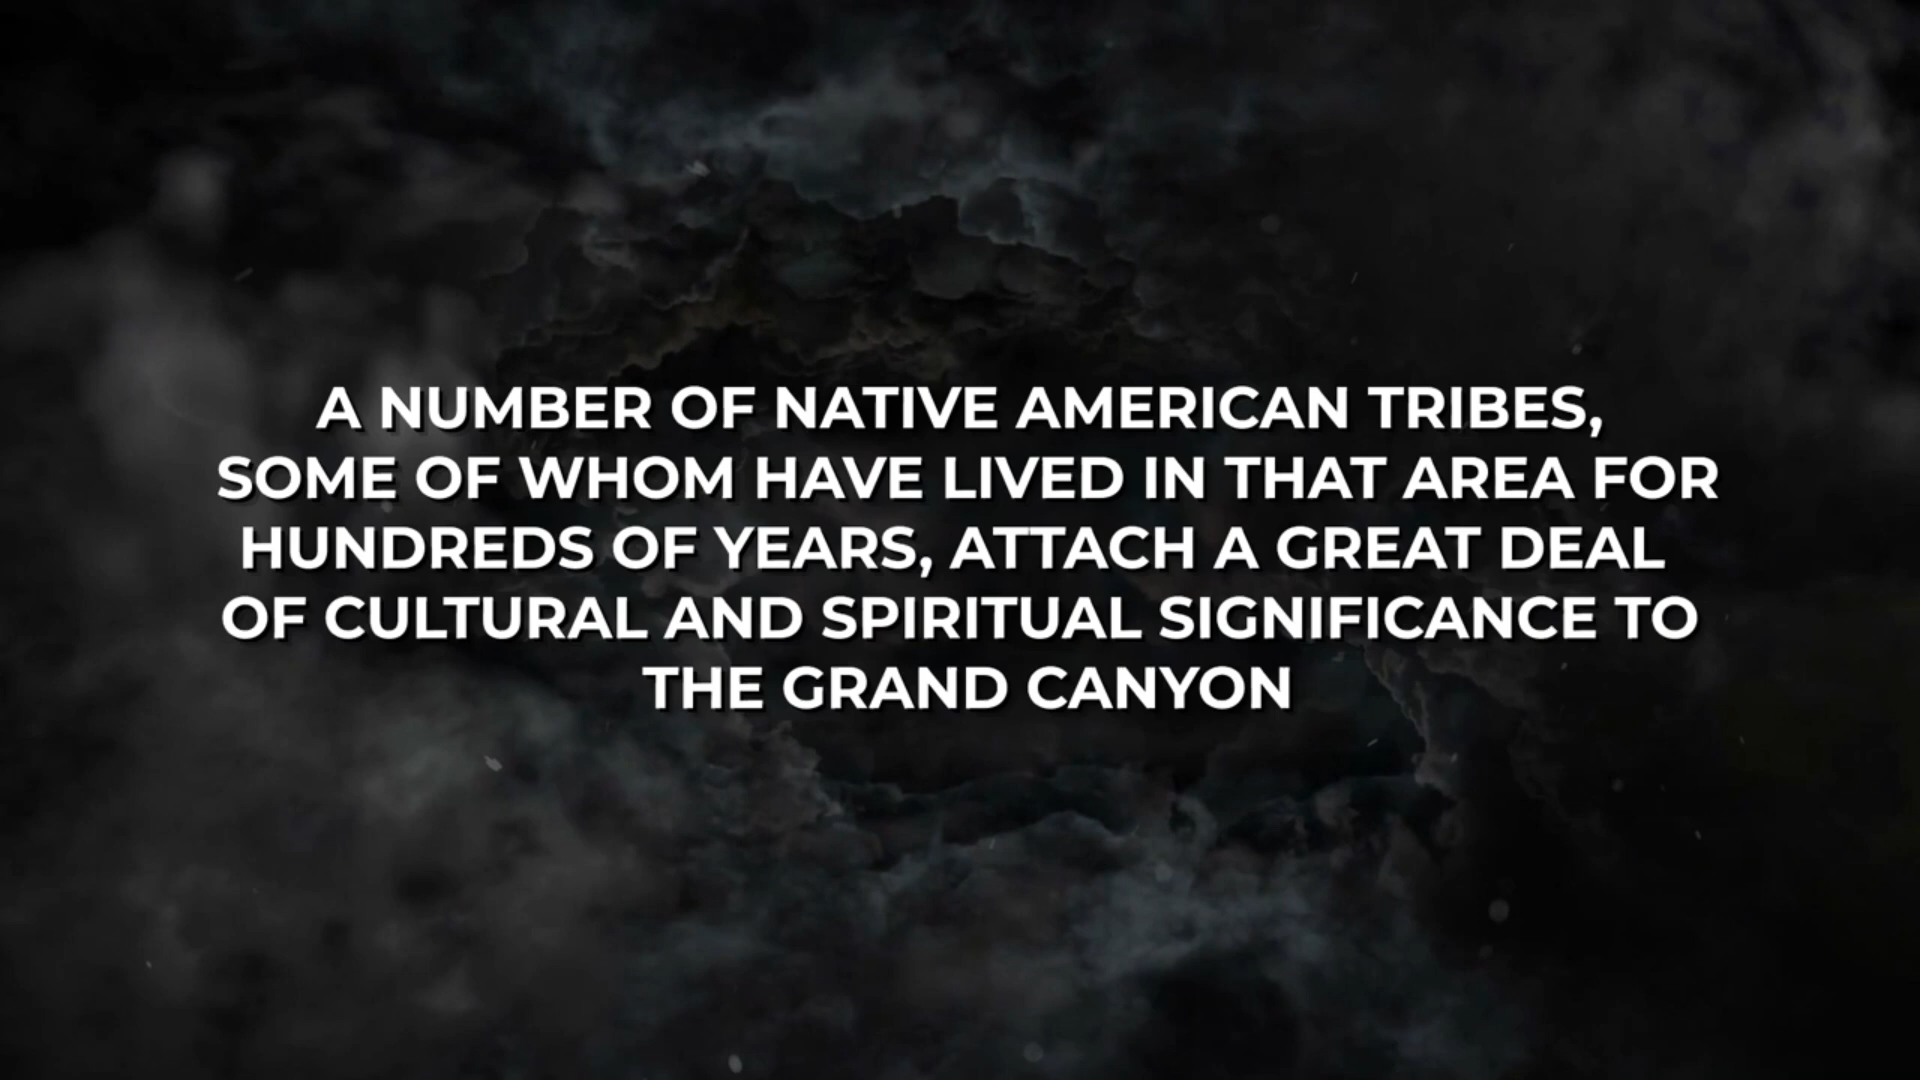 A NUMBER OF NATIVE AMERICAN TRIBES,
SOME OF WHOM HAVE LIVED IN THAT AREA FOR
HUNDREDS OF YEARS, ATTACH A GREAT DEAL
OF CULTURAL AND SPIRITUAL SIGNIFICANCE TO
THE GRAND CANYON